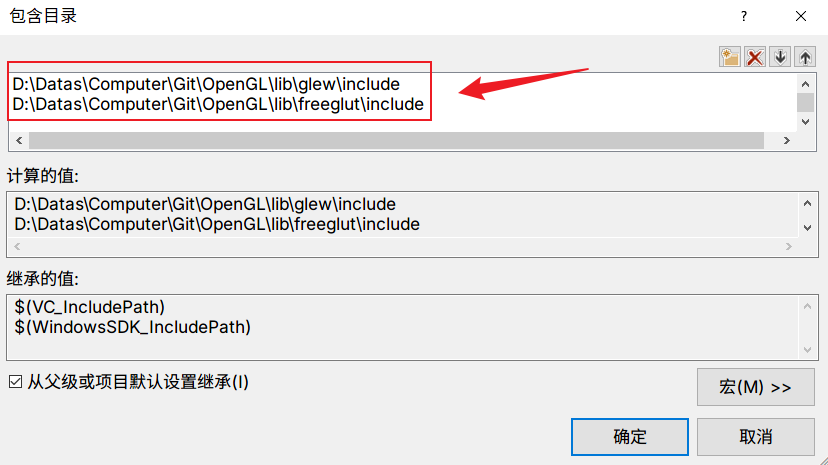 包含目录
D:\Datas\Computer\Git\OpenGL\lib\glew\include
D:\Datas\Computer\Git\OpenGL\lib\freeglut\include
计算的值:
D:\Datas\Computer\Git\OpenGL\lib\glew\include
D:\Datas\Computer\Git\OpenGL\lib\freeglut\include
继承的值:
$(VC_IncludePath)
$(WindowsSDK_IncludePath)
从父级或项目默认设置继承(I)
宏(M) >>
确定
取消